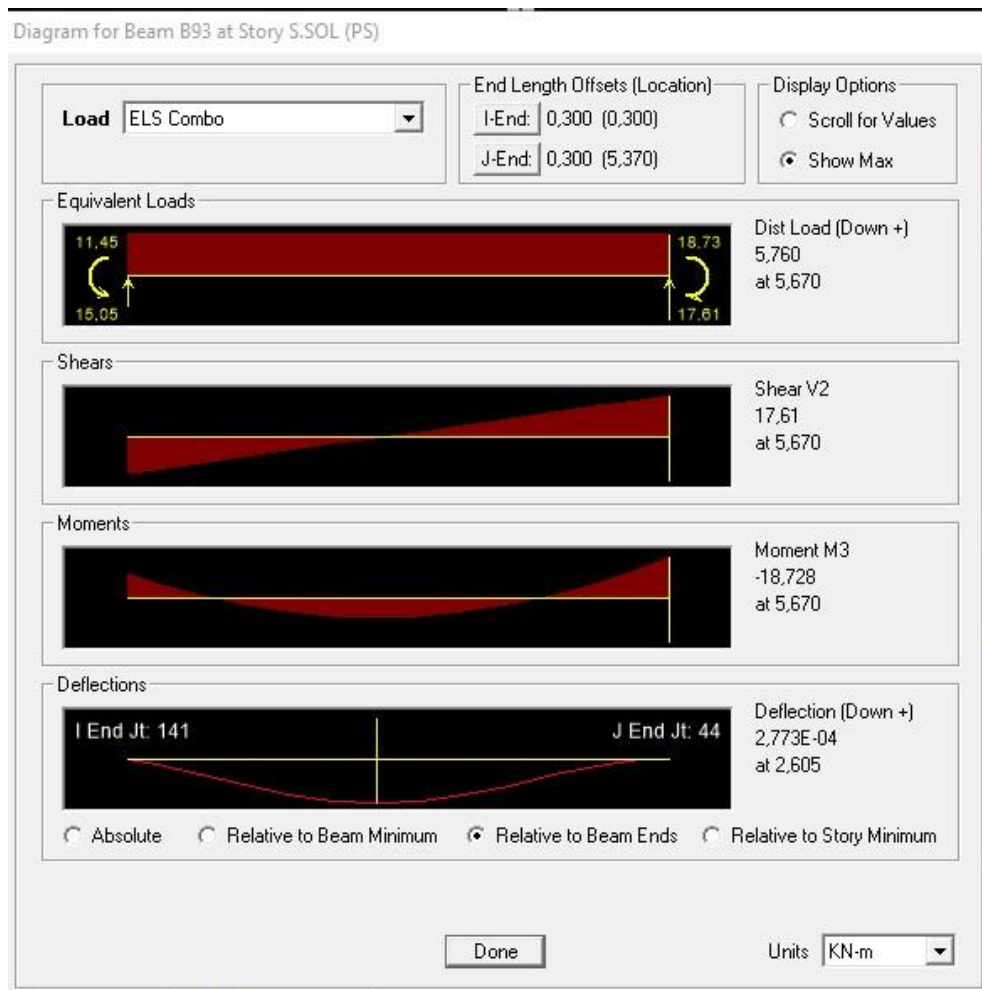 Diagram for Beam B93 at Story S.SOL (PS)
Load ELS Combo
End Length Offsets (Location)
I-End: 0,300 (0,300)
J-End: 0,300 (5,370)
Display Options
Scroll for Values
Show Max
Equivalent Loads
11,45
15,05
18,73
17,61
Dist Load (Down +)
5,760
at 5,670
Shears
Shear V2
17,61
at 5,670
Moments
Moment M3
-18,728
at 5,670
Deflections
I End Jt: 141
J End Jt: 44
Deflection (Down +)
2,773E-04
at 2,605
Absolute Relative to Beam Minimum Relative to Beam Ends Relative to Story Minimum
Done
Units KN-m